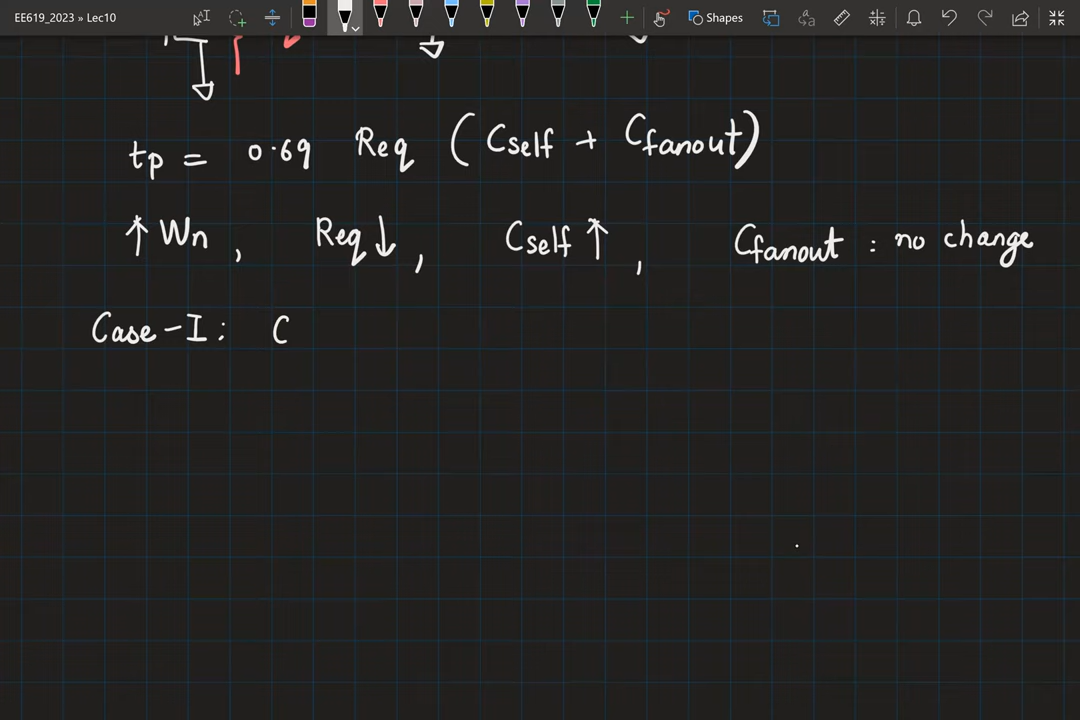 EE619_2023 » Lec10
Shapes
tp = 0.69 Req (Cself + Cfanout)
↑ Wn, Req ↓, Cself ↑, Cfanout : no change
Case-I: C